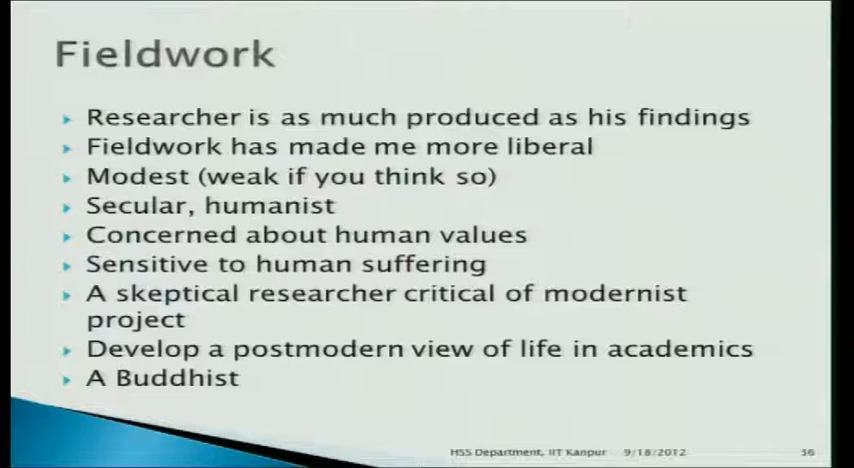 Fieldwork
Researcher is as much produced as his findings
Fieldwork has made me more liberal
Modest (weak if you think so)
Secular, humanist
Concerned about human values
Sensitive to human suffering
A skeptical researcher critical of modernist
project
Develop a postmodern view of life in academics
A Buddhist
HSS Department, IIT Kanpur 9/18/2012 36